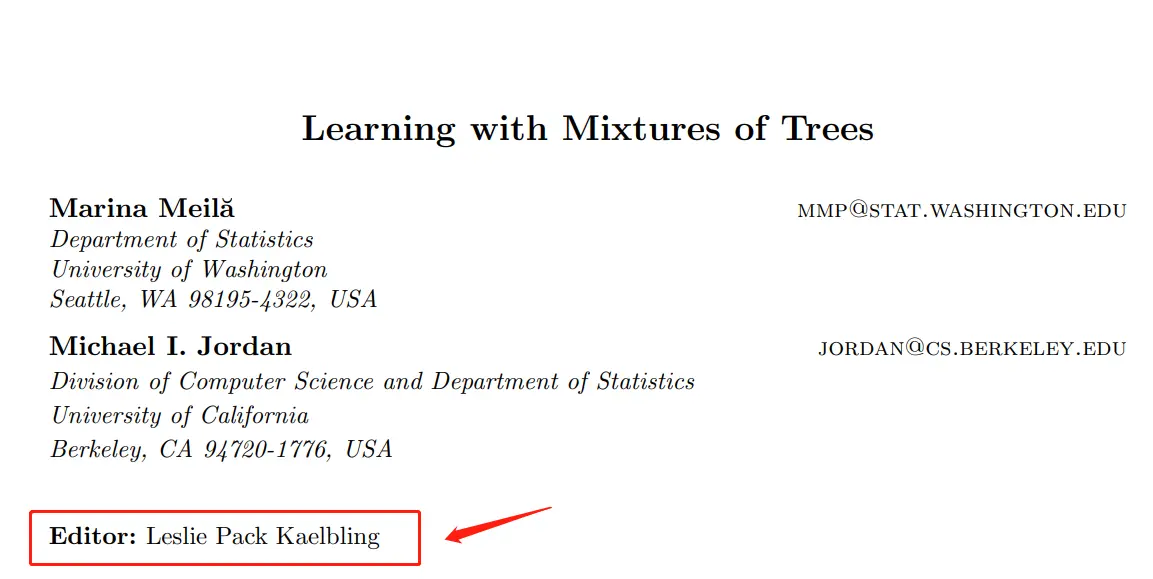 Learning with Mixtures of Trees
Marina Meilă MMP@STAT.WASHINGTON.EDU
Department of Statistics
University of Washington
Seattle, WA 98195-4322, USA
Michael I. Jordan JORDAN@CS.BERKELEY.EDU
Division of Computer Science and Department of Statistics
University of California
Berkeley, CA 94720-1776, USA
Editor: Leslie Pack Kaelbling